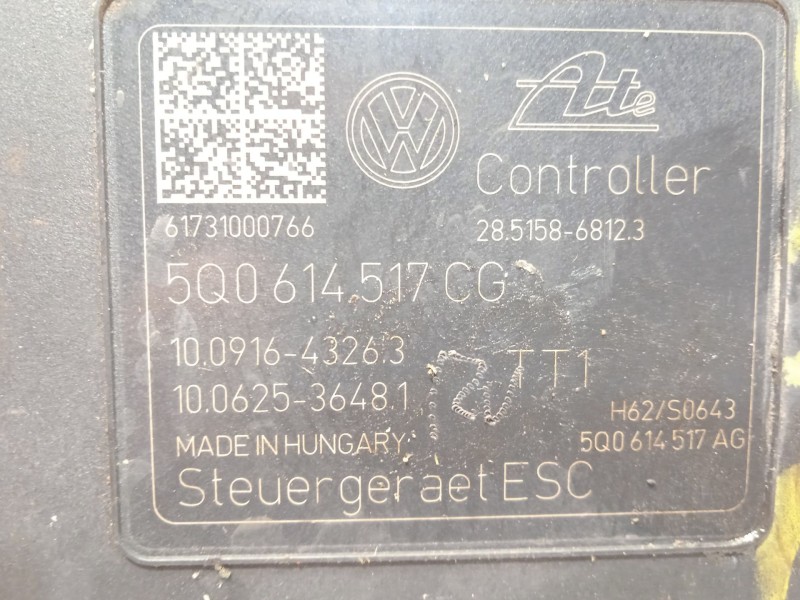 Ate
Controller
61731000766
28.5158-6812.3
5Q0 614 517 CG
10.0916-4326.3
10.0625-3648.1
TT1
H62/S0643
MADE IN HUNGARY
5Q0 614 517 AG
Steuergeraet ESC